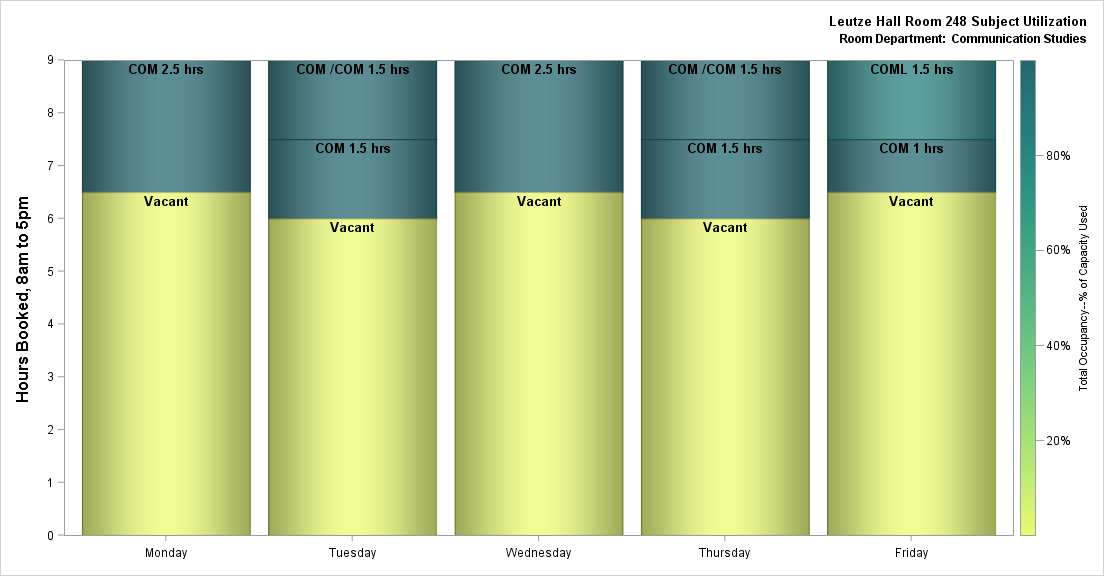 Leutze Hall Room 248 Subject Utilization
Room Department: Communication Studies
Hours Booked, 8am to 5pm
9
8
7
6
5
4
3
2
1
0
COM 2.5 hrs
Vacant
COM /COM 1.5 hrs
COM 1.5 hrs
Vacant
COM 2.5 hrs
Vacant
COM /COM 1.5 hrs
COM 1.5 hrs
Vacant
COML 1.5 hrs
COM 1 hrs
Vacant
Monday
Tuesday
Wednesday
Thursday
Friday
80%
60%
40%
20%
Total Occupancy--% of Capacity Used